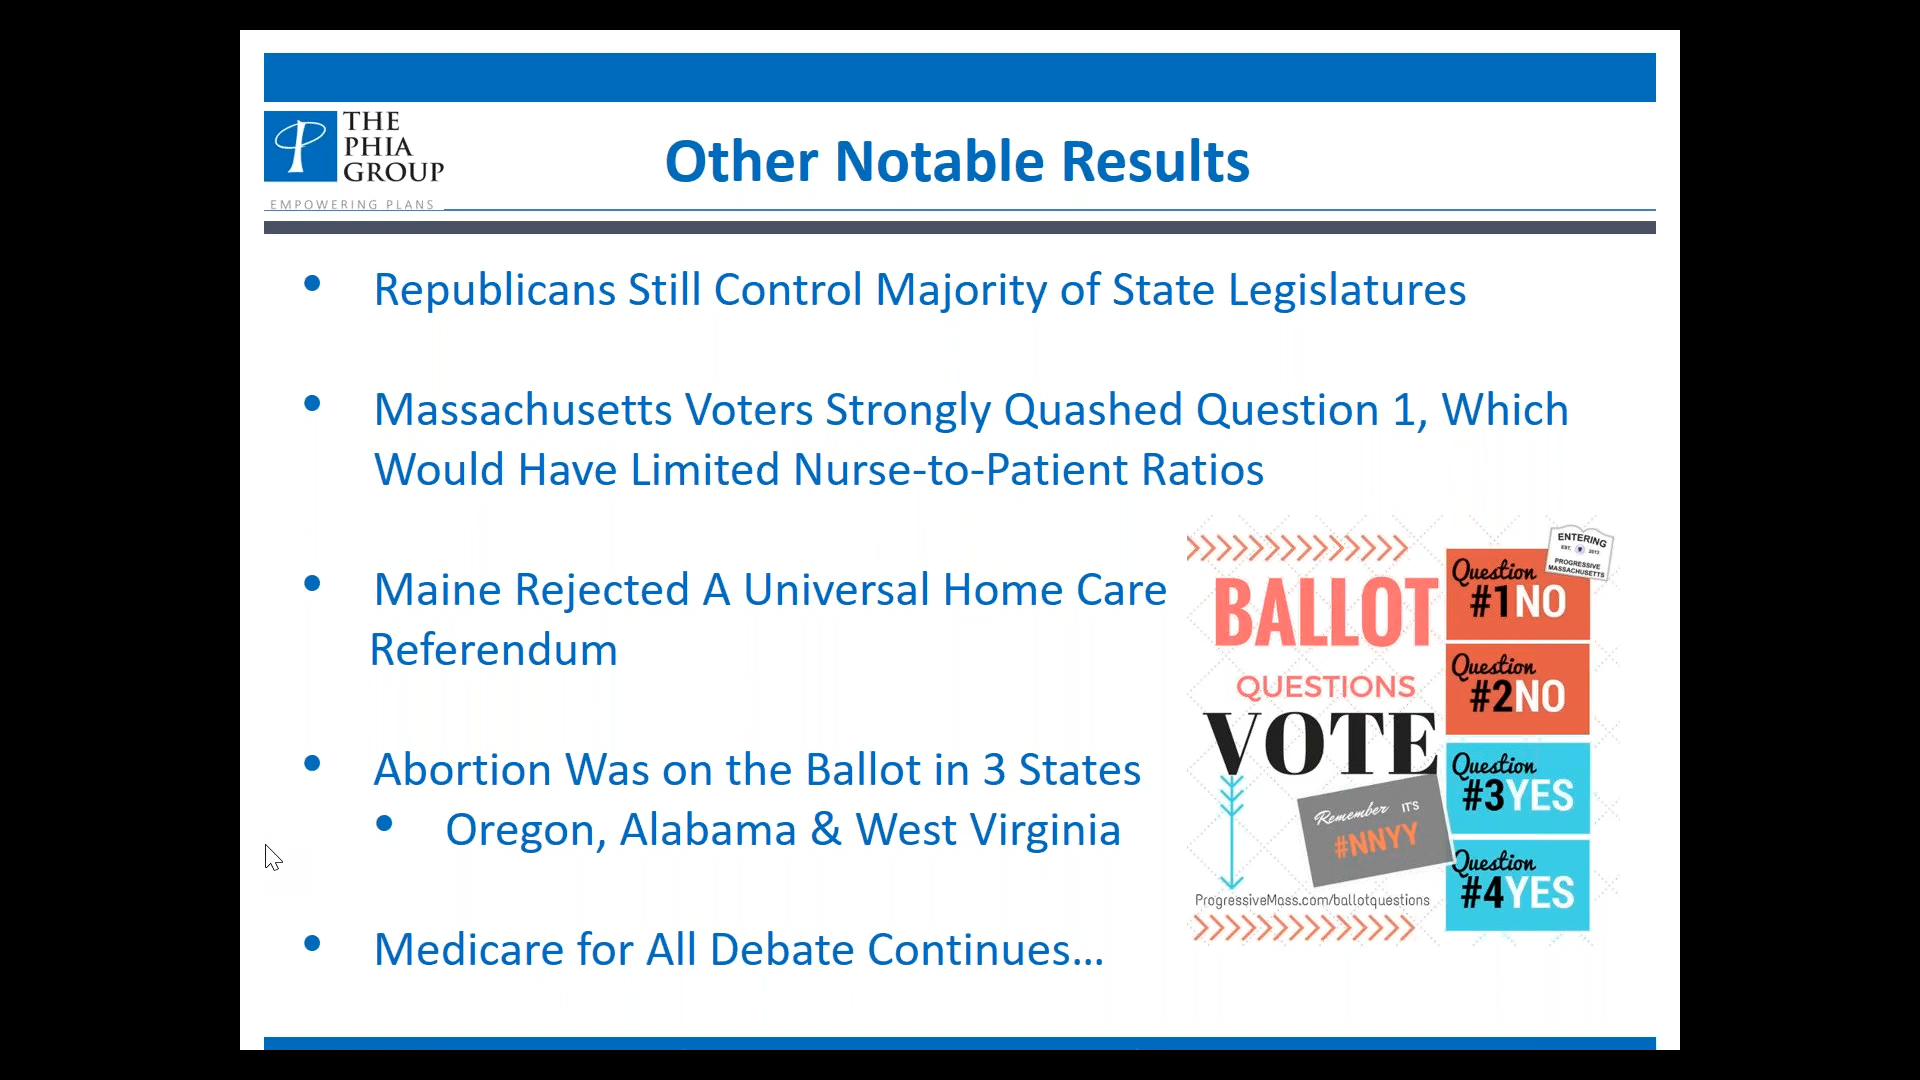 THE
PHIA
GROUP
EMPOWERING PLANS
Other Notable Results
• Republicans Still Control Majority of State Legislatures
• Massachusetts Voters Strongly Quashed Question 1, Which
Would Have Limited Nurse-to-Patient Ratios
• Maine Rejected A Universal Home Care
Referendum
• Abortion Was on the Ballot in 3 States
• Oregon, Alabama & West Virginia
• Medicare for All Debate Continues...
BALLOT
QUESTIONS
VOTE
Remember IT'S
#NNYY
ProgressiveMass.com/ballotquestions
ENTERING
EST. 2013
PROGRESSIVE
MASSACHUSETTS
Question
#1NO
Question
#2NO
Question
#3YES
Question
#4YES